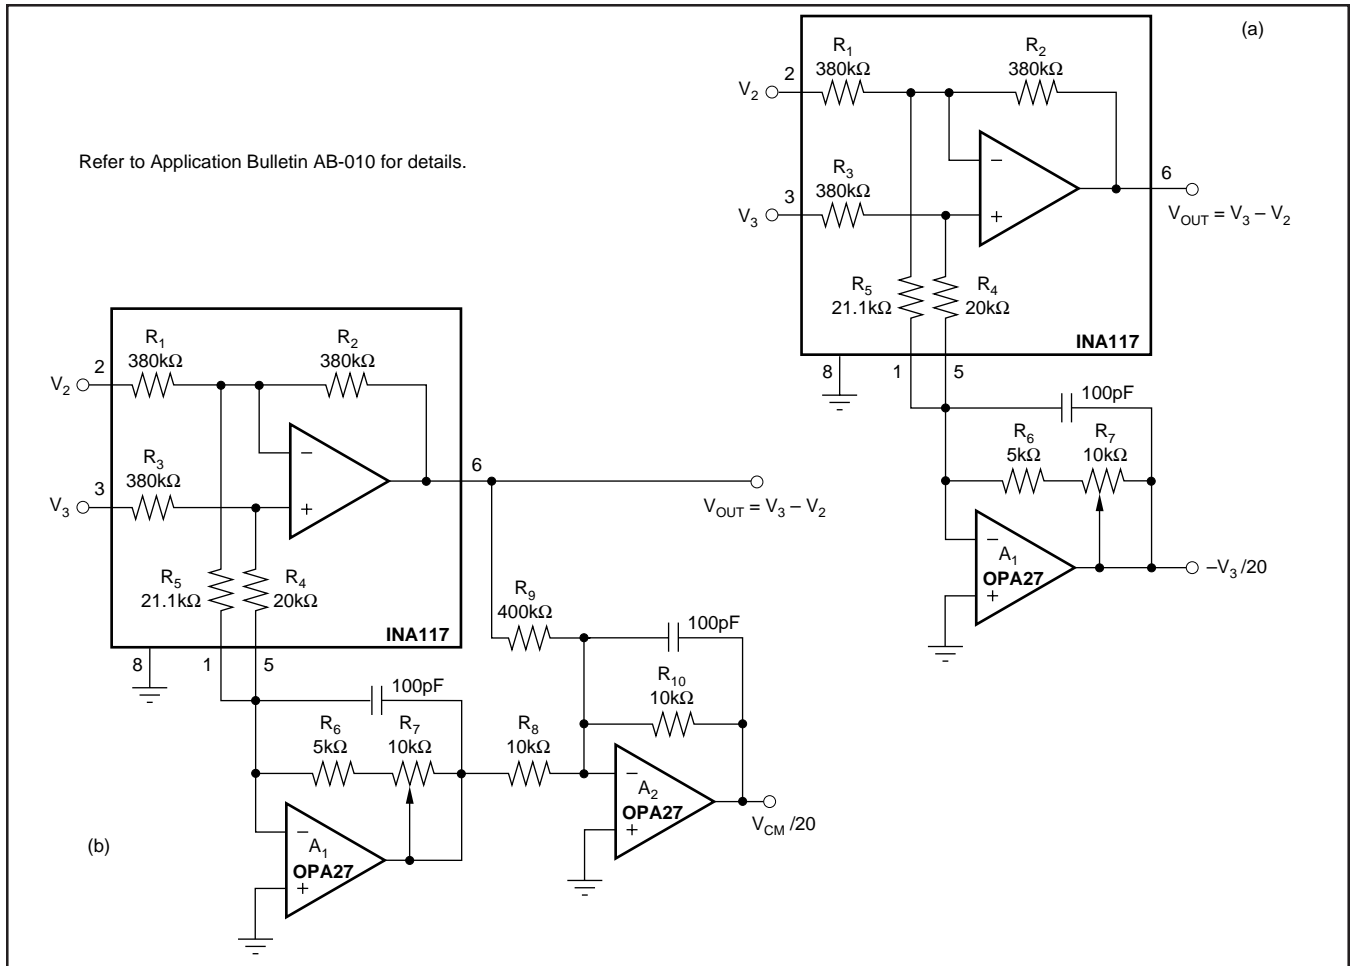 (a)
R1
380kΩ
R2
380kΩ
2
V2
Refer to Application Bulletin AB-010 for details.
R3
380kΩ
3
V3
–
+
6
VOUT = V3 – V2
R5
21.1kΩ
R4
20kΩ
INA117
8
1
5
100pF
R6
5kΩ
R7
10kΩ
–
A1
OPA27
+
–V3 /20
R1
380kΩ
R2
380kΩ
2
V2
R3
380kΩ
3
V3
–
+
6
VOUT = V3 – V2
R5
21.1kΩ
R4
20kΩ
INA117
8
1
5
R9
400kΩ
100pF
R10
10kΩ
100pF
R6
5kΩ
R7
10kΩ
R8
10kΩ
–
A2
OPA27
+
VCM /20
(b)
–
A1
OPA27
+